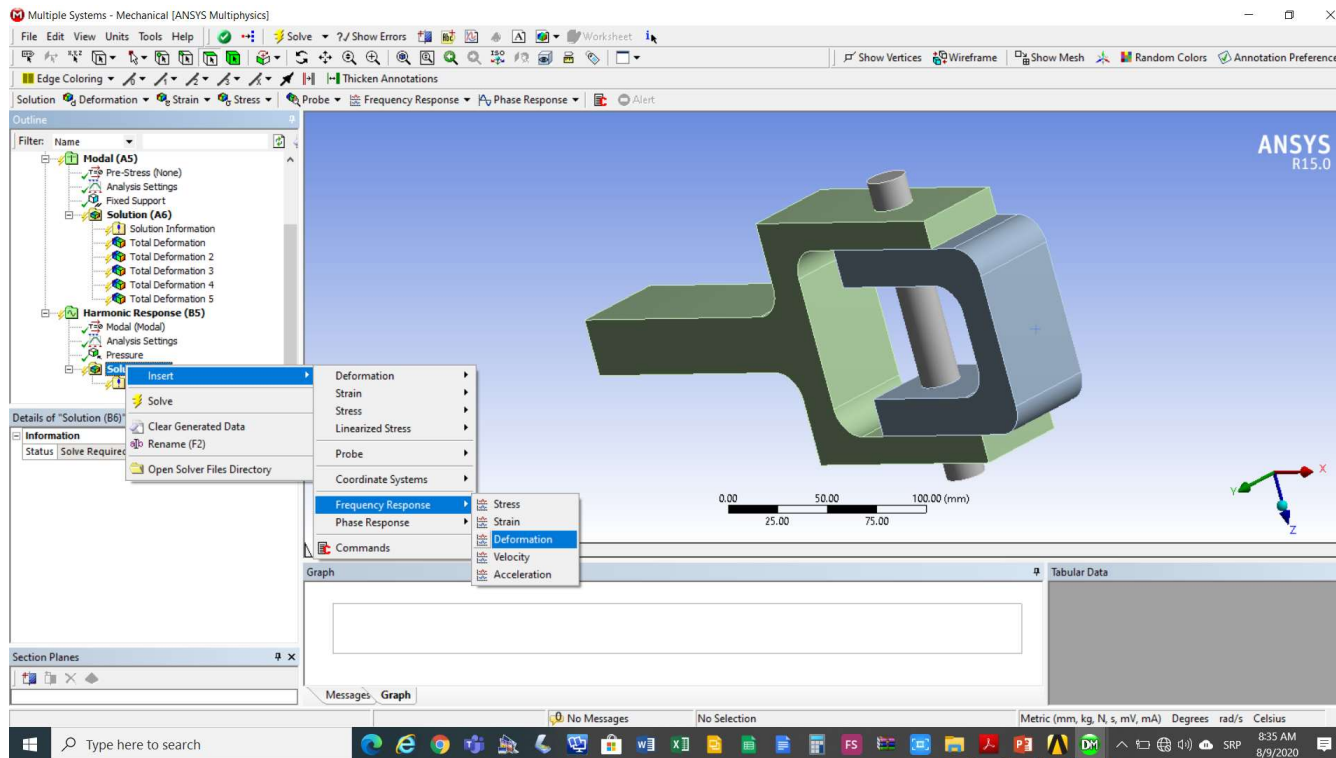 Multiple Systems - Mechanical [ANSYS Multiphysics]
File Edit View Units Tools Help Solve ?✓ Show Errors A Worksheet
Show Vertices Wireframe Show Mesh Random Colors Annotation Preference
Edge Coloring Thicken Annotations
Solution Deformation Strain Stress Probe Frequency Response Phase Response Alert
Outline
Filter: Name
Modal (A5)
Pre-Stress (None)
Analysis Settings
Fixed Support
Solution (A6)
Solution Information
Total Deformation
Total Deformation 2
Total Deformation 3
Total Deformation 4
Total Deformation 5
Harmonic Response (B5)
Modal (Modal)
Analysis Settings
Pressure
Details of "Solution (B6)"
Information
Status
Insert
Solve
Clear Generated Data
Rename (F2)
Open Solver Files Directory
Deformation
Strain
Stress
Linearized Stress
Probe
Coordinate Systems
Frequency Response
Phase Response
Commands
Stress
Strain
Deformation
Velocity
Acceleration
ANSYS
R15.0
0.00 50.00 100.00 (mm)
25.00 75.00
X
Y
Z
Graph
Tabular Data
Section Planes
Messages Graph
0 No Messages No Selection Metric (mm, kg, N, s, mV, mA) Degrees rad/s Celsius
Type here to search
FS
DM
SRP
8:35 AM
8/9/2020